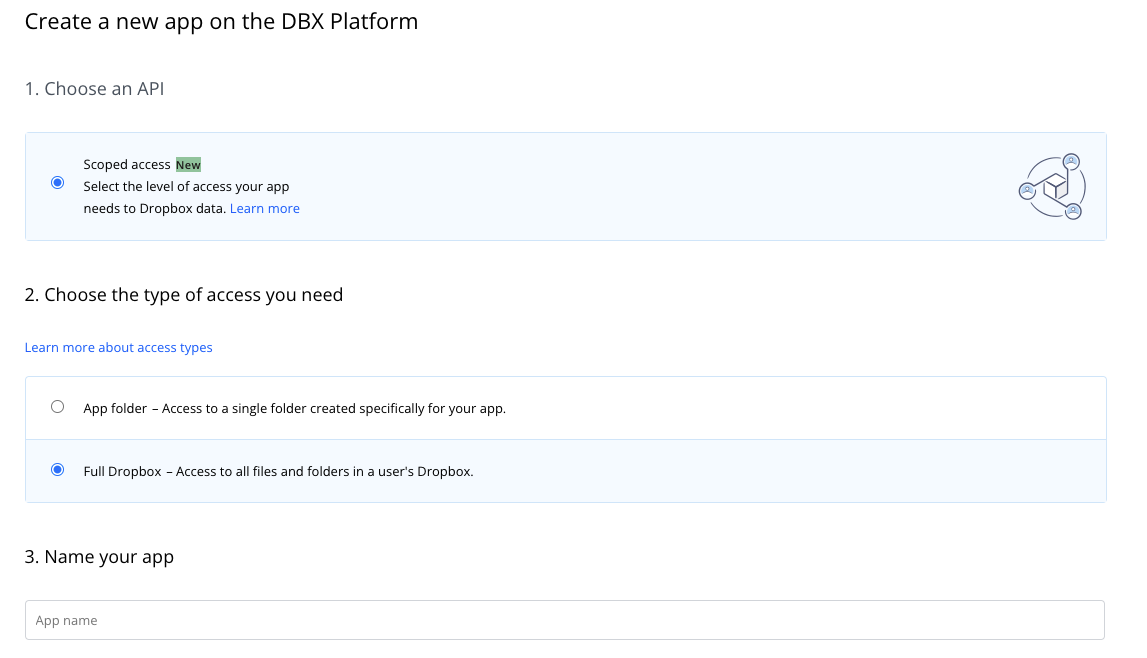 Create a new app on the DBX Platform
1. Choose an API
Scoped access New
Select the level of access your app
needs to Dropbox data. Learn more
2. Choose the type of access you need
Learn more about access types
App folder – Access to a single folder created specifically for your app.
Full Dropbox – Access to all files and folders in a user's Dropbox.
3. Name your app
App name